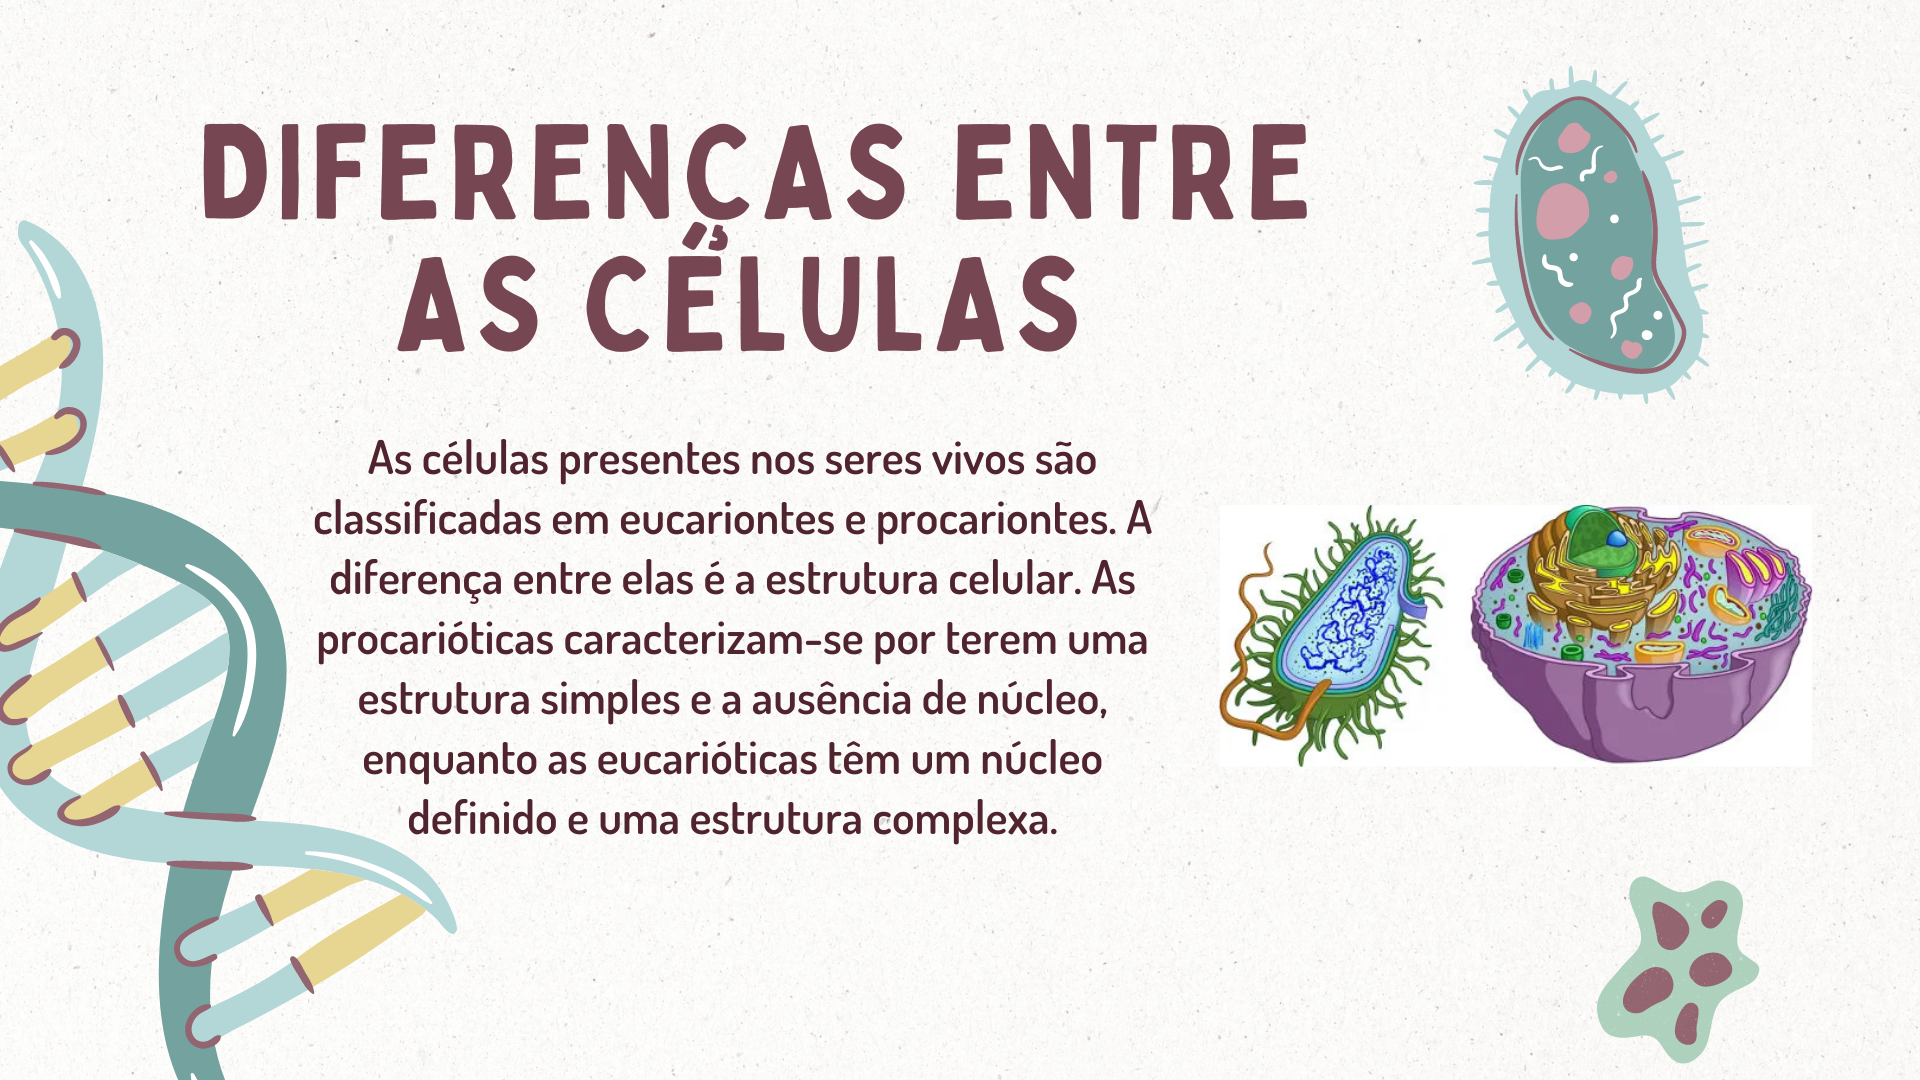 DIFERENÇAS ENTRE
AS CÉLULAS
As células presentes nos seres vivos são
classificadas em eucariontes e procariontes. A
diferença entre elas é a estrutura celular. As
procarióticas caracterizam-se por terem uma
estrutura simples e a ausência de núcleo,
enquanto as eucarióticas têm um núcleo
definido e uma estrutura complexa.